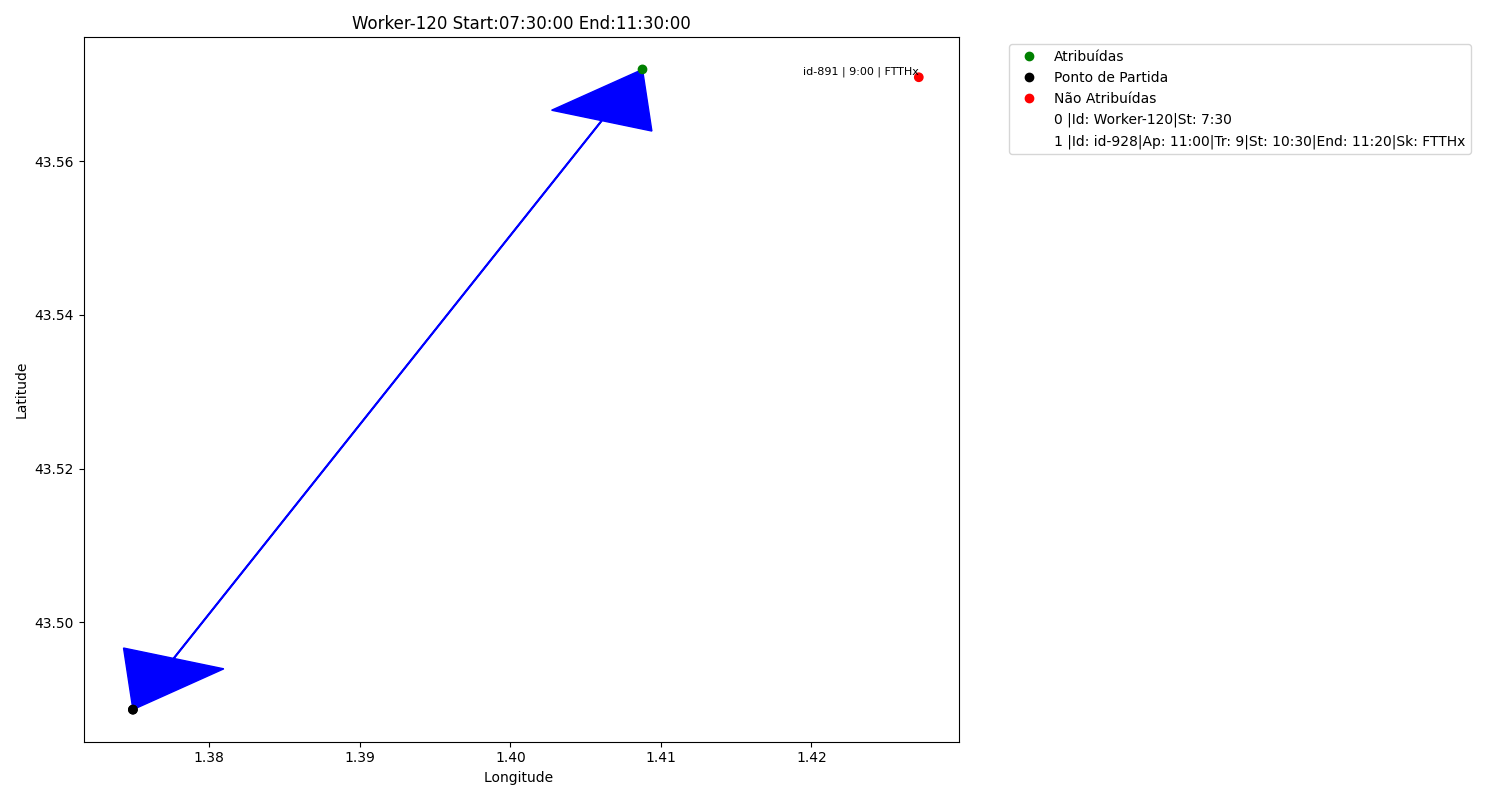 Worker-120 Start:07:30:00 End:11:30:00
id-891 | 9:00 | FTTHx
Atribuídas
Ponto de Partida
Não Atribuídas
0 |Id: Worker-120|St: 7:30
1 |Id: id-928|Ap: 11:00|Tr: 9|St: 10:30|End: 11:20|Sk: FTTHx
Latitude
43.56
43.54
43.52
43.50
1.38 1.39 1.40 1.41 1.42
Longitude